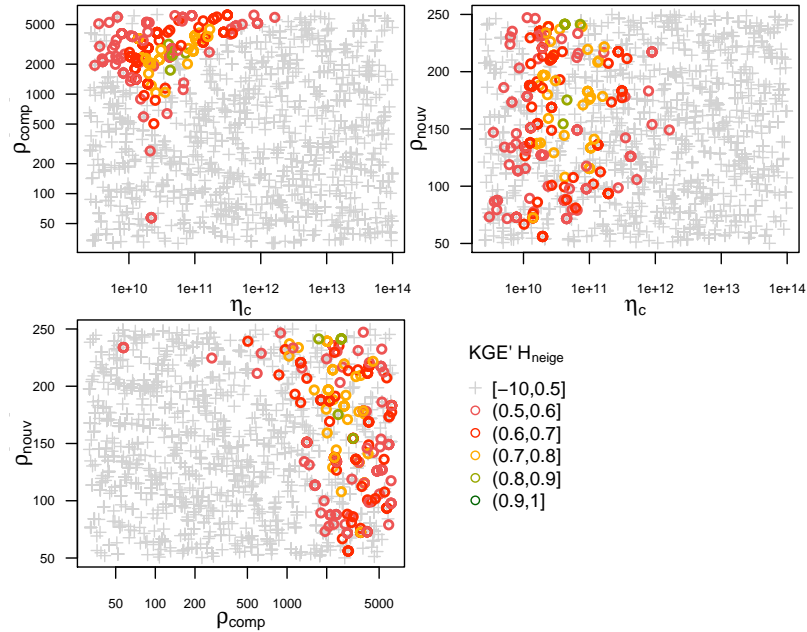 5000
2000
1000
500
200
1000
50
ρcomp
1e+10 1e+11 1e+12 1e+13 1e+14
ηc
250
200
150
100
50
ρnouv
1e+10 1e+11 1e+12 1e+13 1e+14
ηc
250
200
150
100
50
ρnouv
50 100 200 500 1000 5000
ρcomp
KGE' Hneige
[−10,0.5]
(0.5,0.6]
(0.6,0.7]
(0.7,0.8]
(0.8,0.9]
(0.9,1]